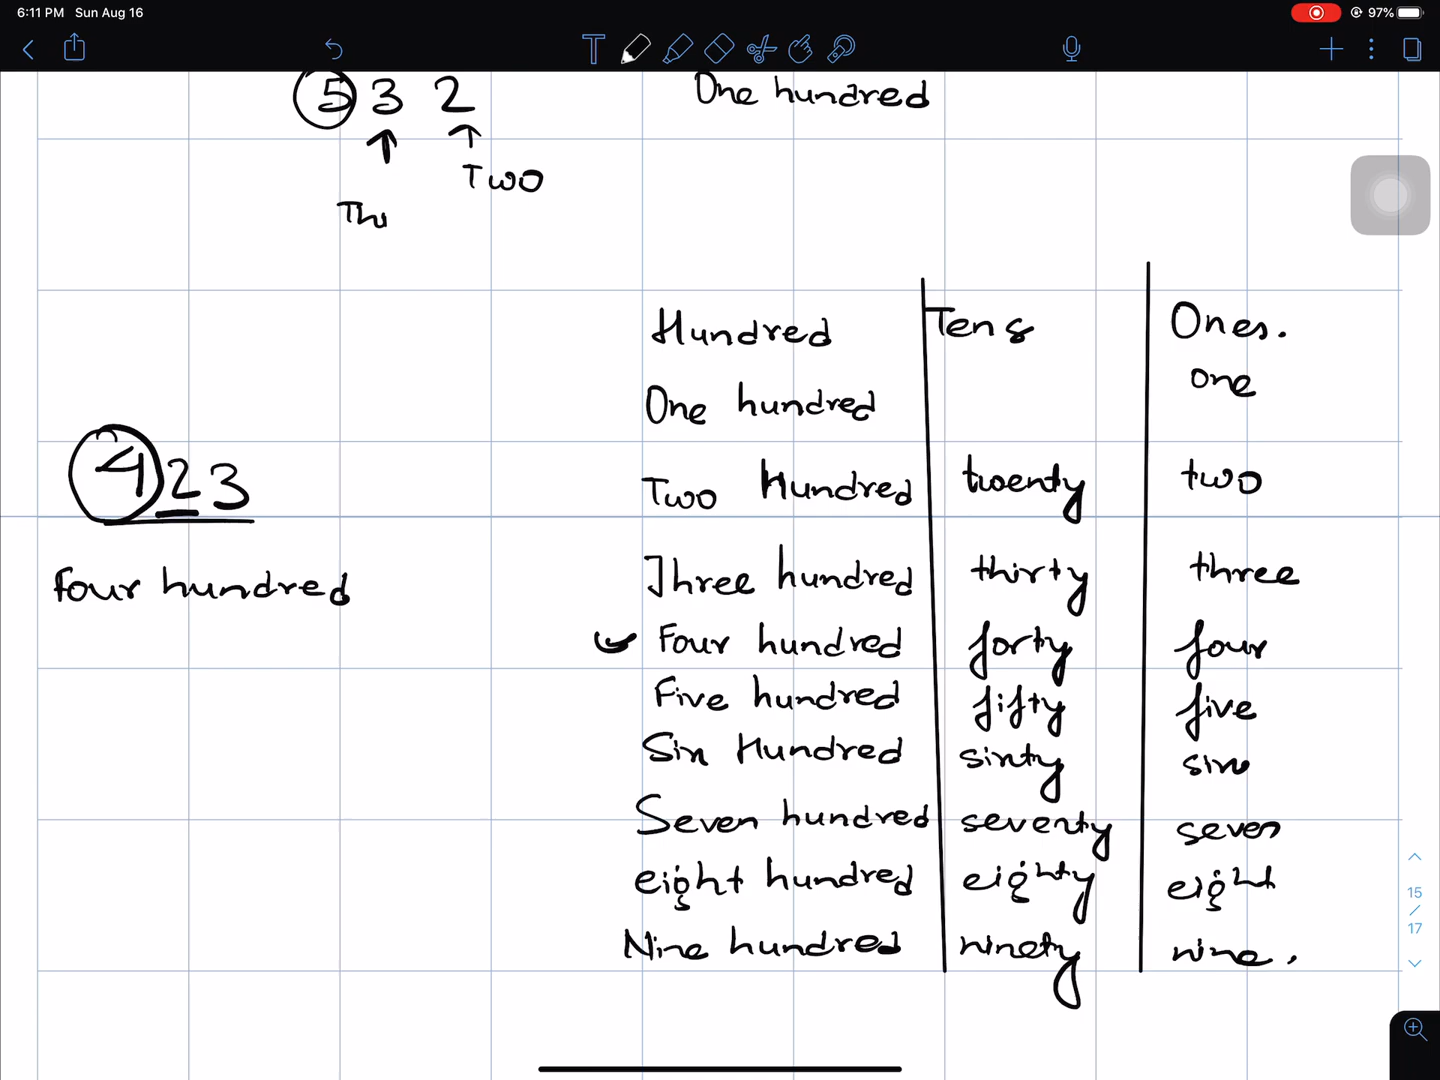 6:11 PM Sun Aug 16
97%
T
5 3 2
One hundred
Two
Thi
Hundred Tens Ones.
One hundred one
423
Two Hundred twenty two
Four hundred
Three hundred thirty three
Four hundred forty four
Five hundred fifty five
Six Hundred sixty six
Seven hundred seventy seven
eight hundred eighty eight
Nine hundred ninety nine.
15
/
17